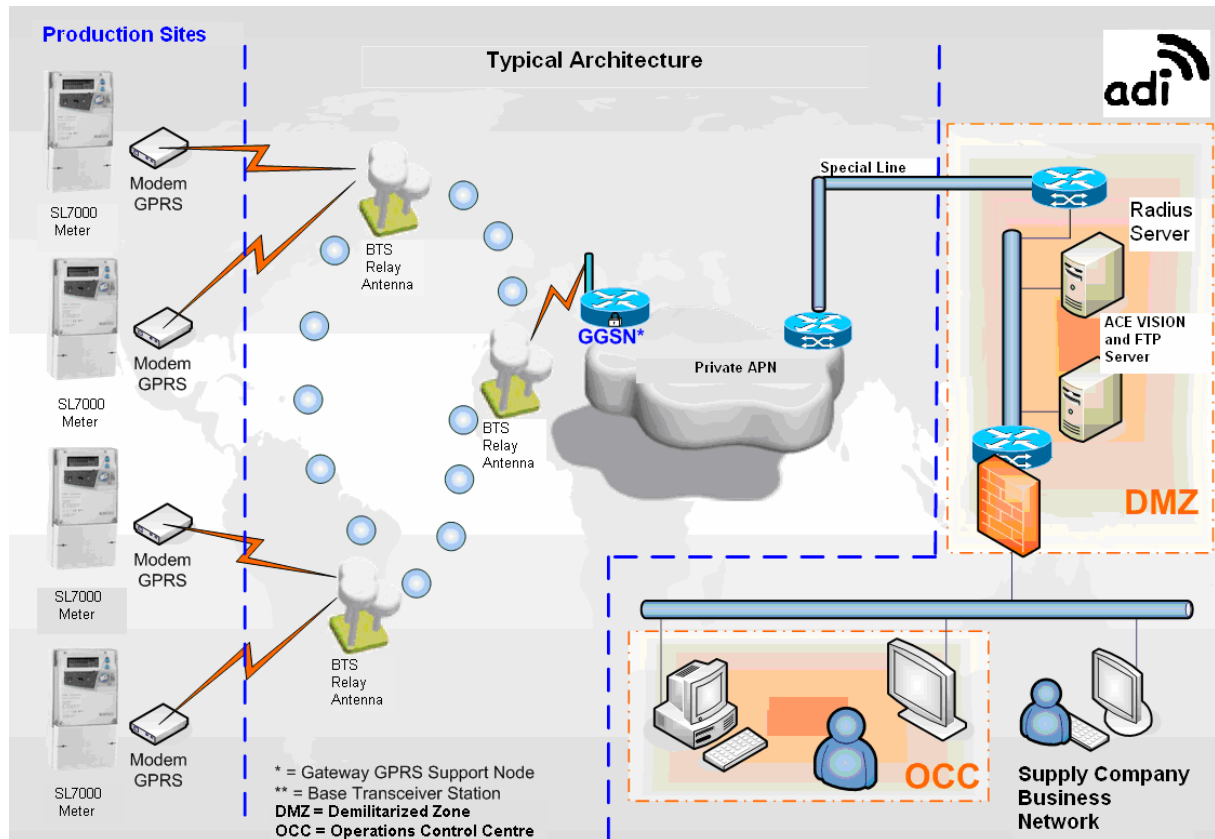 Production Sites
Typical Architecture
adi
SL7000
Meter
Modem
GPRS
SL7000
Meter
Modem
GPRS
SL7000
Meter
Modem
GPRS
SL7000
Meter
Modem
GPRS
BTS
Relay
Antenna
BTS
Relay
Antenna
BTS
Relay
Antenna
GGSN*
Private APN
Special Line
Radius
Server
ACE VISION
and FTP
Server
DMZ
OCC
Supply Company
Business
Network
* = Gateway GPRS Support Node
** = Base Transceiver Station
DMZ = Demilitarized Zone
OCC = Operations Control Centre